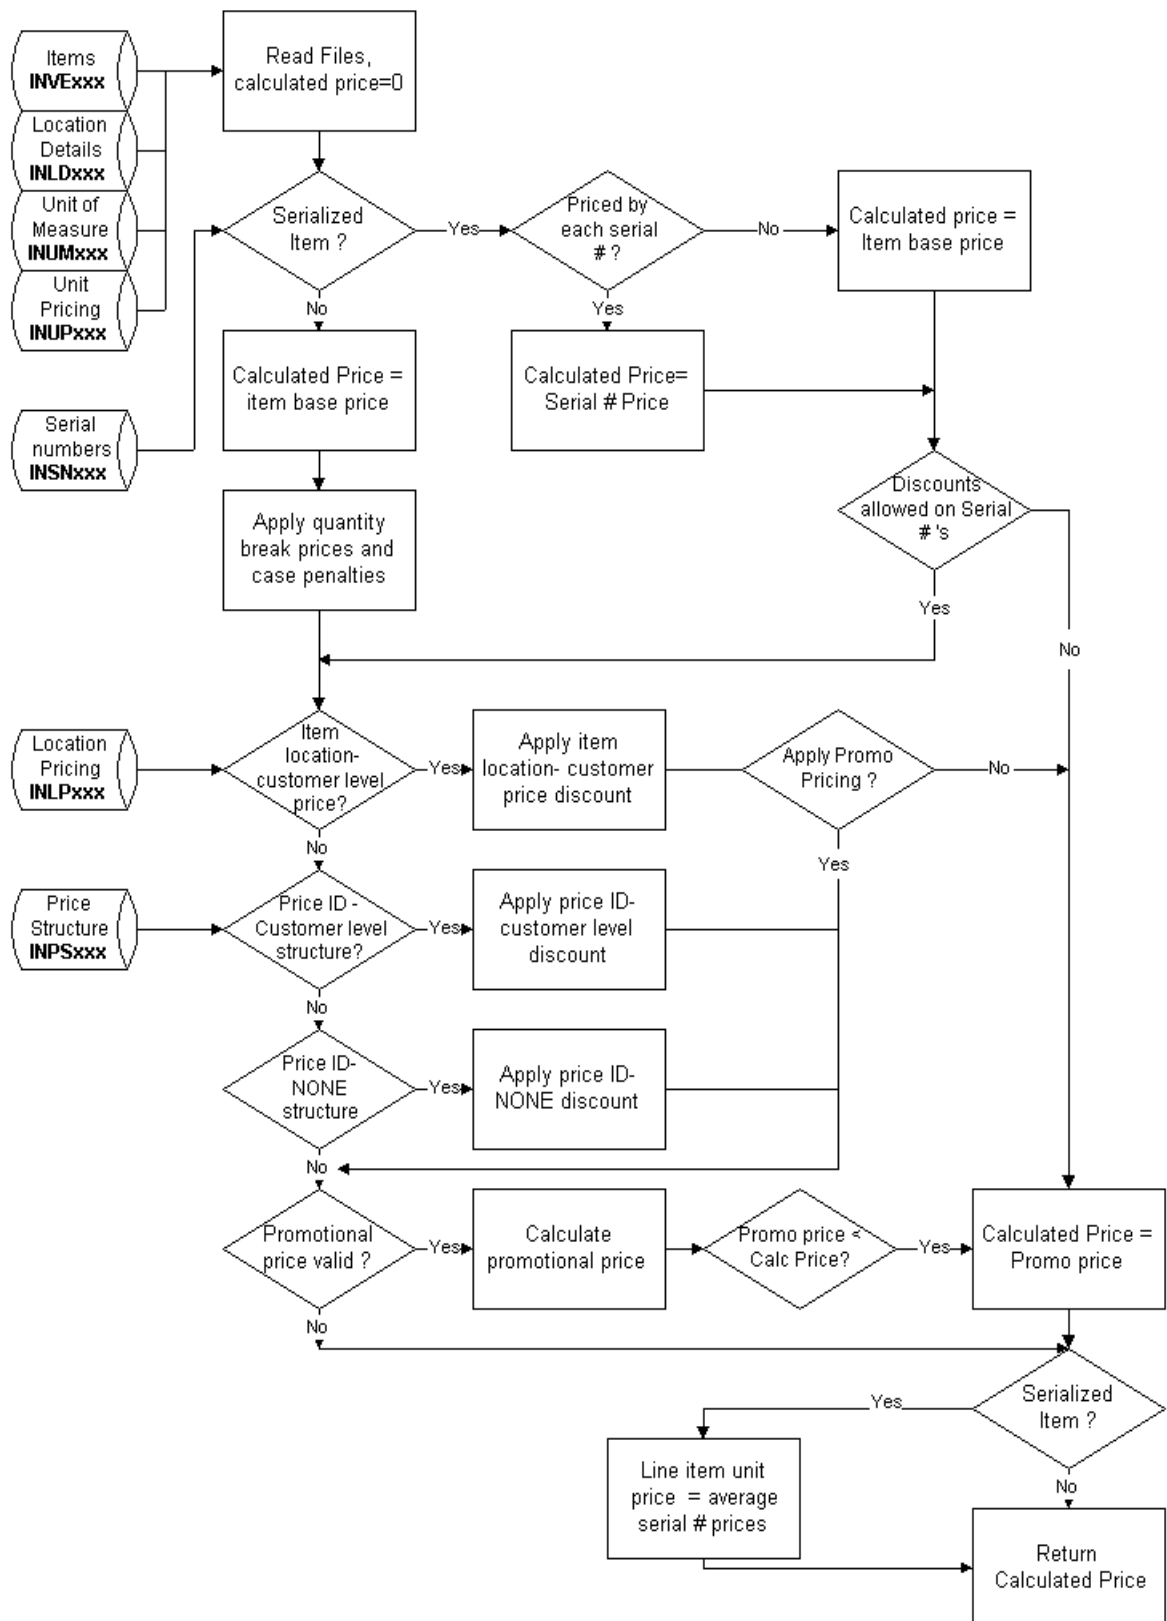 Items
INVExxx
Read Files,
calculated price=0
Location
Details
INLDxxx
Unit of
Measure
INUMxxx
Unit
Pricing
INUPxxx
Serialized
Item ?
Yes
Priced by
each serial
# ?
No
Calculated price =
Item base price
No
Yes
Calculated Price =
item base price
Calculated Price=
Serial # Price
Serial
numbers
INSNxxx
Discounts
allowed on Serial
# 's
Apply quantity
break prices and
case penalties
Yes
No
Location
Pricing
INLPxxx
Item
location-
customer level
price?
Yes
Apply item
location- customer
price discount
Apply Promo
Pricing ?
No
No
Yes
Price
Structure
INPSxxx
Price ID -
Customer level
structure?
Yes
Apply price ID-
customer level
discount
No
Price ID-
NONE
structure
Yes
Apply price ID-
NONE discount
No
Promotional
price valid ?
Yes
Calculate
promotional price
Promo price <
Calc Price?
Yes
Calculated Price =
Promo price
No
Serialized
Item ?
Yes
Line item unit
price = average
serial # prices
No
Return
Calculated Price